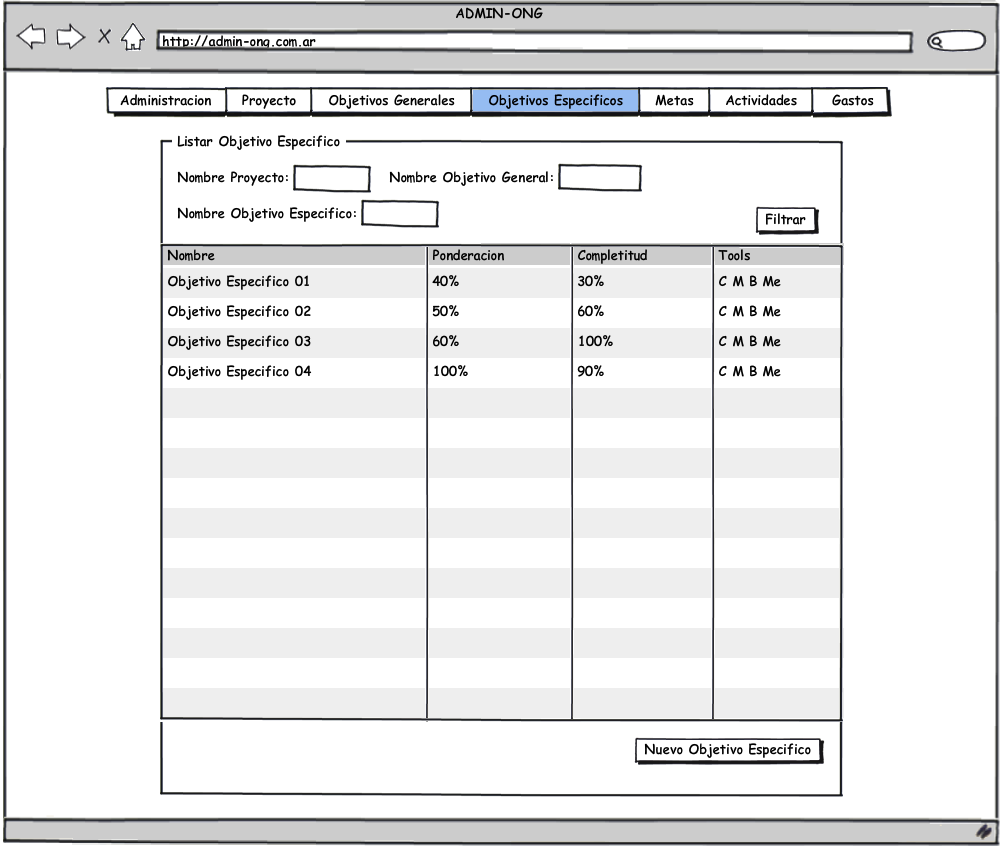 ADMIN-ONG
http://admin-ong.com.ar
Administracion Proyecto Objetivos Generales Objetivos Especificos Metas Actividades Gastos
Listar Objetivo Especifico
Nombre Proyecto: Nombre Objetivo General:
Nombre Objetivo Especifico:
Filtrar
Nombre Ponderacion Completitud Tools
Objetivo Especifico 01 40% 30% C M B Me
Objetivo Especifico 02 50% 60% C M B Me
Objetivo Especifico 03 60% 100% C M B Me
Objetivo Especifico 04 100% 90% C M B Me
Nuevo Objetivo Especifico